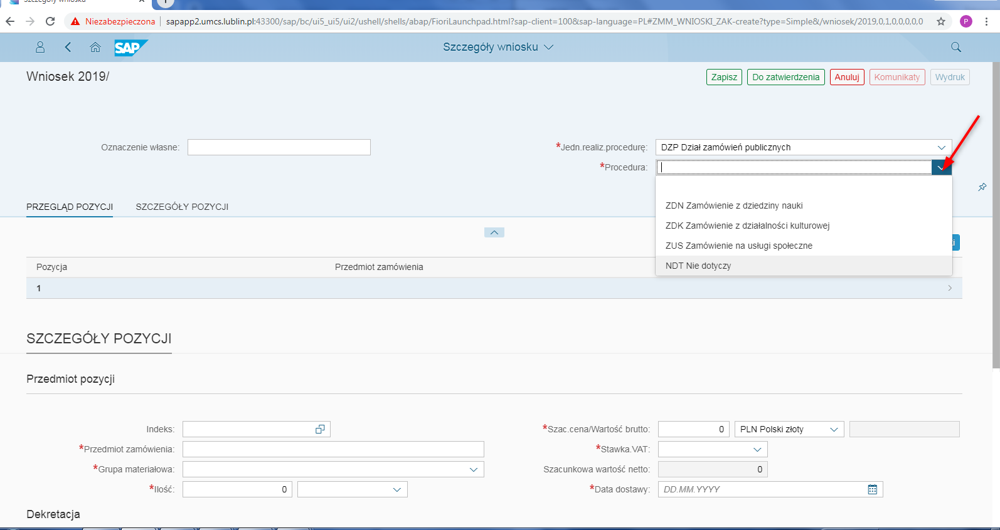 Szczegóły wniosku
Niezabezpieczona
sapapp2.umcs.lublin.pl:43300/sap/bc/ui5_ui5/ui2/ushell/shells/abap/FioriLaunchpad.html?sap-client=100&sap-language=PL#ZMM_WNIOSKI_ZAK-create?type=Simple&/wniosek/2019,0,1,0,0,0,0,0
P
SAP
Szczegóły wniosku
Wniosek 2019/
Zapisz
Do zatwierdzenia
Anuluj
Komunikaty
Wydruk
Oznaczenie własne:
*Jedn.realiz.procedurę:
DZP Dział zamówień publicznych
*Procedura:
ZDN Zamówienie z dziedziny nauki
ZDK Zamówienie z działalności kulturowej
ZUS Zamówienie na usługi społeczne
NDT Nie dotyczy
PRZEGLĄD POZYCJI
SZCZEGÓŁY POZYCJI
Pozycja
Przedmiot zamówienia
1
SZCZEGÓŁY POZYCJI
Przedmiot pozycji
Indeks:
*Szac.cena/Wartość brutto:
0
PLN Polski złoty
*Przedmiot zamówienia:
*Stawka.VAT:
*Grupa materiałowa:
Szacunkowa wartość netto:
0
*Ilość:
0
*Data dostawy:
DD.MM.YYYY
Dekretacja